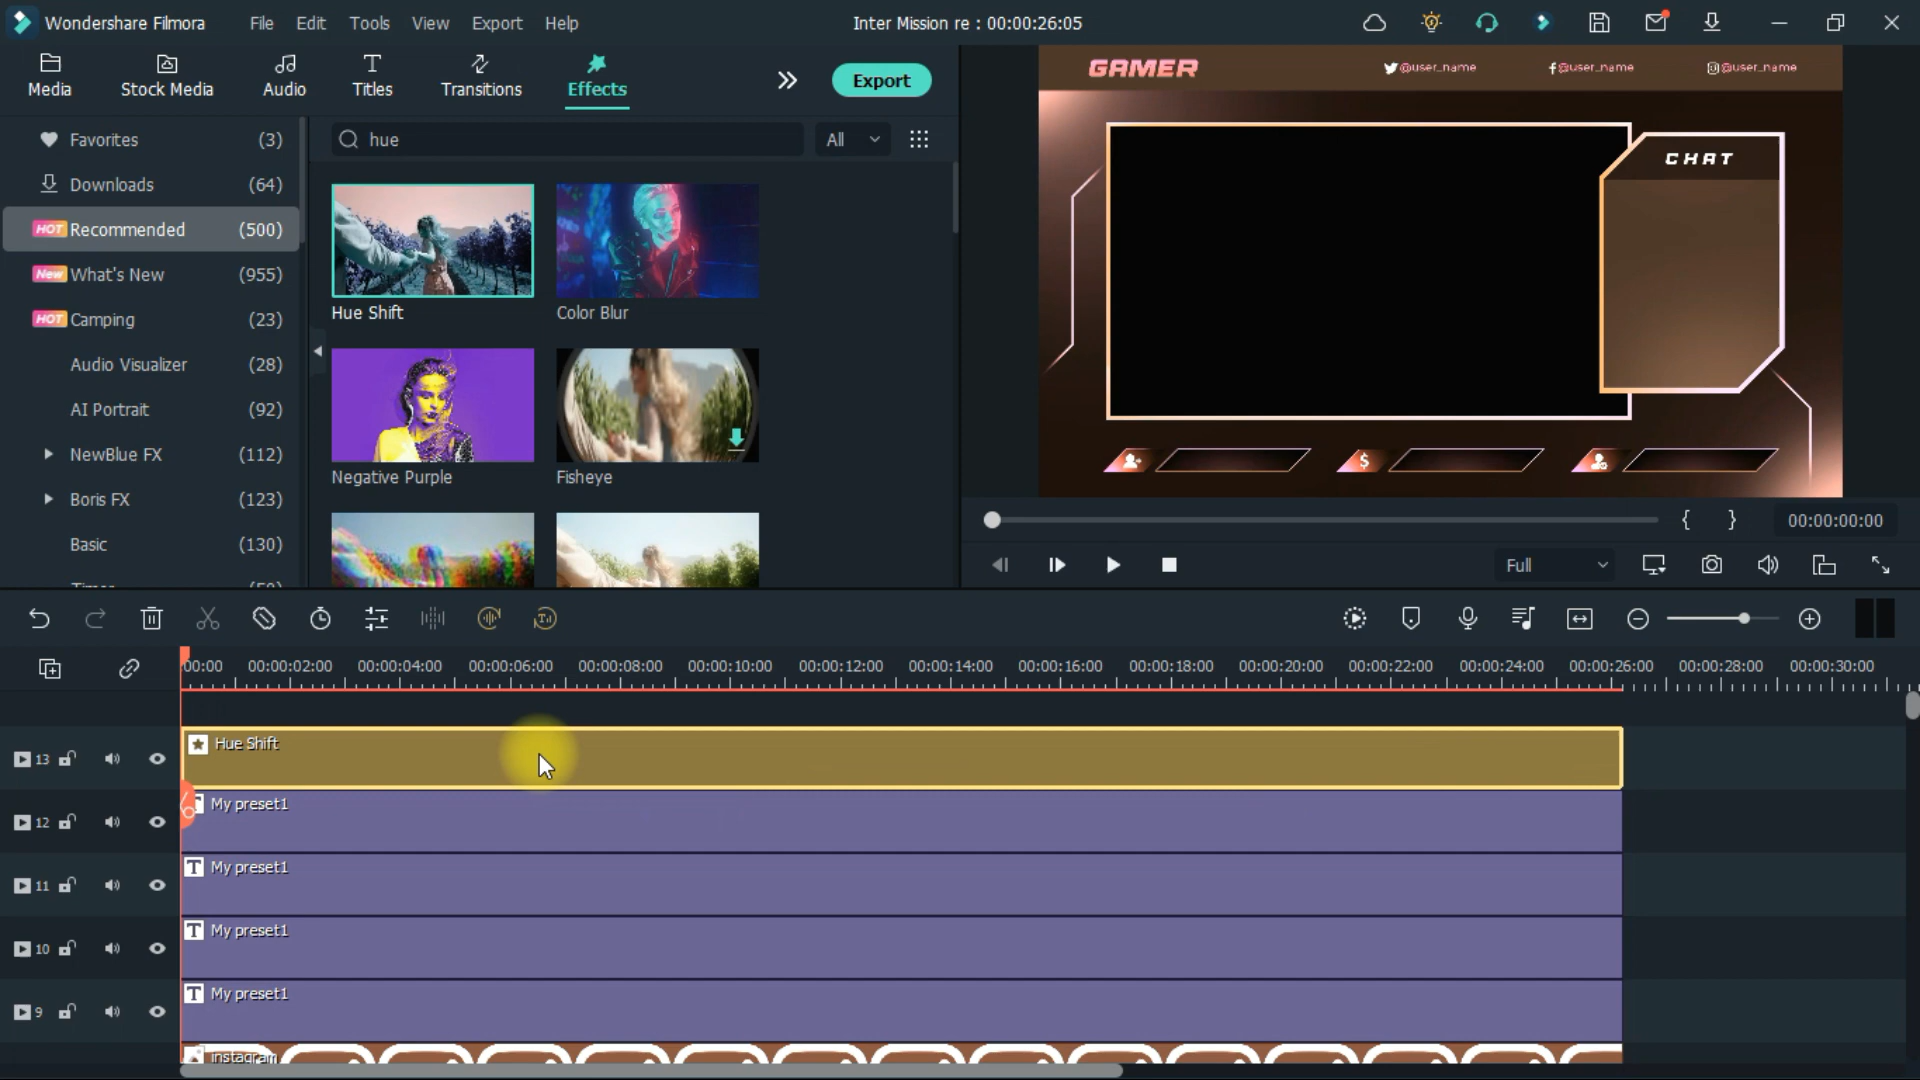 Wondershare Filmora File Edit Tools View Export Help Inter Mission re : 00:00:26:05
Media Stock Media Audio Titles Transitions Effects Export
Favorites (3)
Downloads (64)
HOT Recommended (500)
New What's New (955)
HOT Camping (23)
Audio Visualizer (28)
AI Portrait (92)
NewBlue FX (112)
Boris FX (123)
Basic (130)
hue All
Hue Shift Color Blur
Negative Purple Fisheye
GAMER @user_name @user_name @user_name
CHAT
$
{ } 00:00:00:00
Full
00:00 00:00:02:00 00:00:04:00 00:00:06:00 00:00:08:00 00:00:10:00 00:00:12:00 00:00:14:00 00:00:16:00 00:00:18:00 00:00:20:00 00:00:22:00 00:00:24:00 00:00:26:00 00:00:28:00 00:00:30:00
13 Hue Shift
12 My preset1
11 T My preset1
10 T My preset1
9 T My preset1
instagram